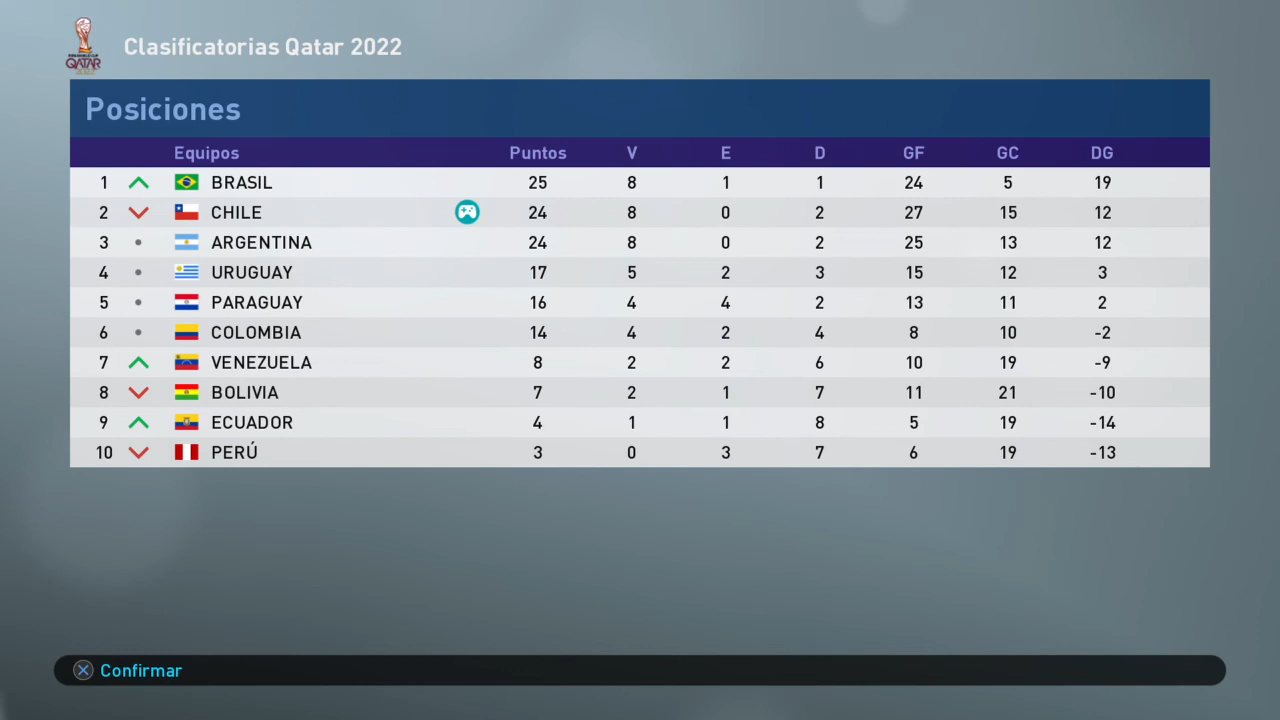 Clasificatorias Qatar 2022
QATAR
Posiciones
Equipos Puntos V E D GF GC DG
1 BRASIL 25 8 1 1 24 5 19
2 CHILE 24 8 0 2 27 15 12
3 ARGENTINA 24 8 0 2 25 13 12
4 URUGUAY 17 5 2 3 15 12 3
5 PARAGUAY 16 4 4 2 13 11 2
6 COLOMBIA 14 4 2 4 8 10 -2
7 VENEZUELA 8 2 2 6 10 19 -9
8 BOLIVIA 7 2 1 7 11 21 -10
9 ECUADOR 4 1 1 8 5 19 -14
10 PERÚ 3 0 3 7 6 19 -13
Confirmar